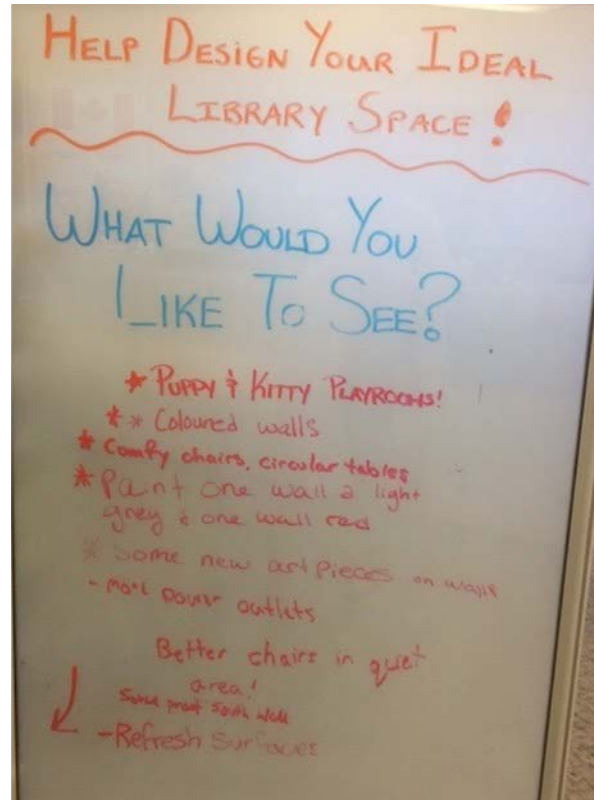 HELP DESIGN YOUR IDEAL
LIBRARY SPACE!
WHAT WOULD YOU
LIKE TO SEE?
* PUPPY & KITTY PLAYROOMS!
* * Coloured walls
* Comfy chairs, circular tables
* Paint one wall a light
grey & one wall red
* Some new art pieces on walls
- more power outlets
Better chairs in quiet
area!
Sound proof South Wall
- Refresh Surfaces